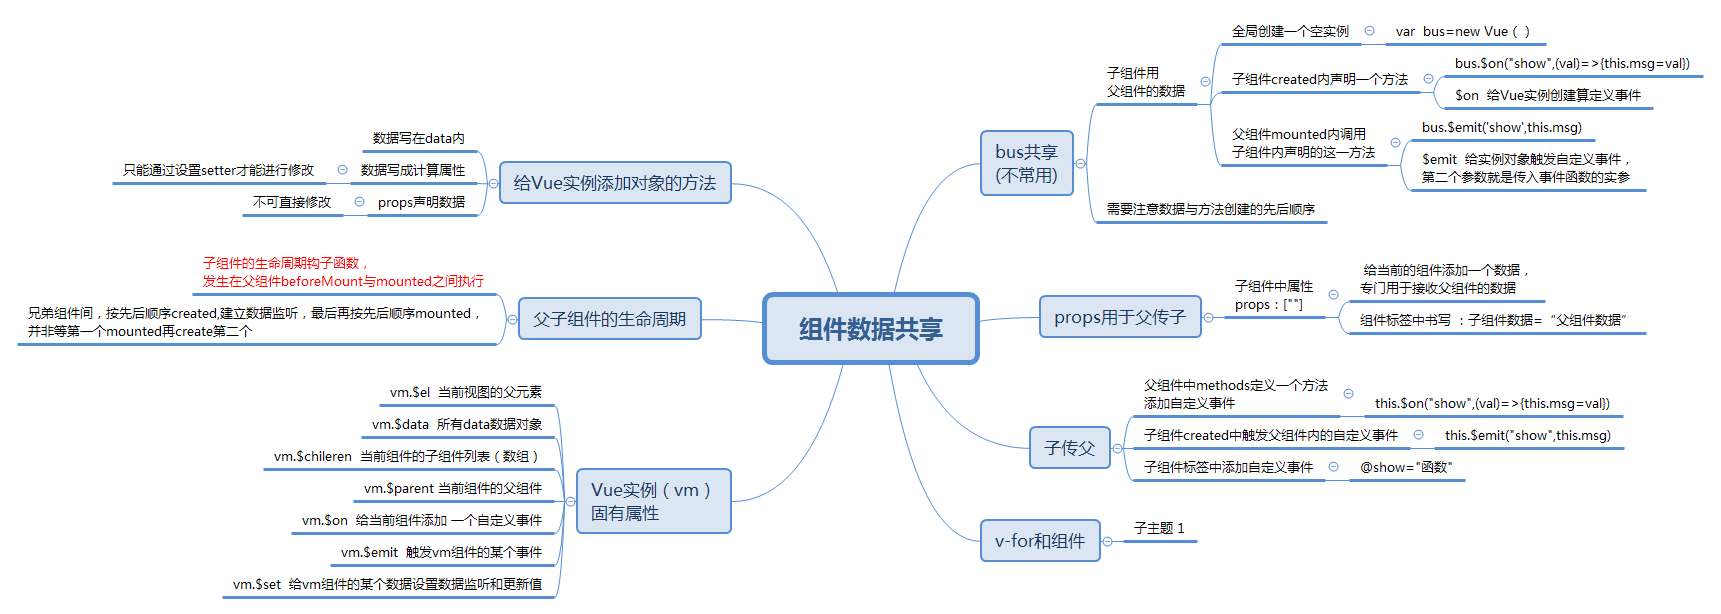 组件数据共享
bus共享
(不常用)
子组件用
父组件的数据
全局创建一个空实例
var  bus=new Vue（ ）
子组件created内声明一个方法
bus.$on("show",(val)=>{this.msg=val})
$on  给Vue实例创建算定义事件
父组件mounted内调用
子组件内声明的这一方法
bus.$emit('show',this.msg)
$emit  给实例对象触发自定义事件，
第二个参数就是传入事件函数的实参
需要注意数据与方法创建的先后顺序
props用于父传子
子组件中属性
props：[""]
给当前的组件添加一个数据，
专门用于接收父组件的数据
组件标签中书写 ：子组件数据=“父组件数据”
子传父
父组件中methods定义一个方法
添加自定义事件
this.$on("show",(val)=>{this.msg=val})
子组件created中触发父组件内的自定义事件
this.$emit("show",this.msg)
子组件标签中添加自定义事件
@show="函数"
v-for和组件
子主题 1
给Vue实例添加对象的方法
数据写在data内
数据写成计算属性
只能通过设置setter才能进行修改
props声明数据
不可直接修改
父子组件的生命周期
子组件的生命周期钩子函数，
发生在父组件beforeMount与mounted之间执行
兄弟组件间，按先后顺序created,建立数据监听，最后再按先后顺序mounted，
并非等第一个mounted再create第二个
Vue实例（vm）
固有属性
vm.$el  当前视图的父元素
vm.$data  所有data数据对象
vm.$chileren  当前组件的子组件列表（数组）
vm.$parent 当前组件的父组件
vm.$on  给当前组件添加 一个自定义事件
vm.$emit  触发vm组件的某个事件
vm.$set  给vm组件的某个数据设置数据监听和更新值